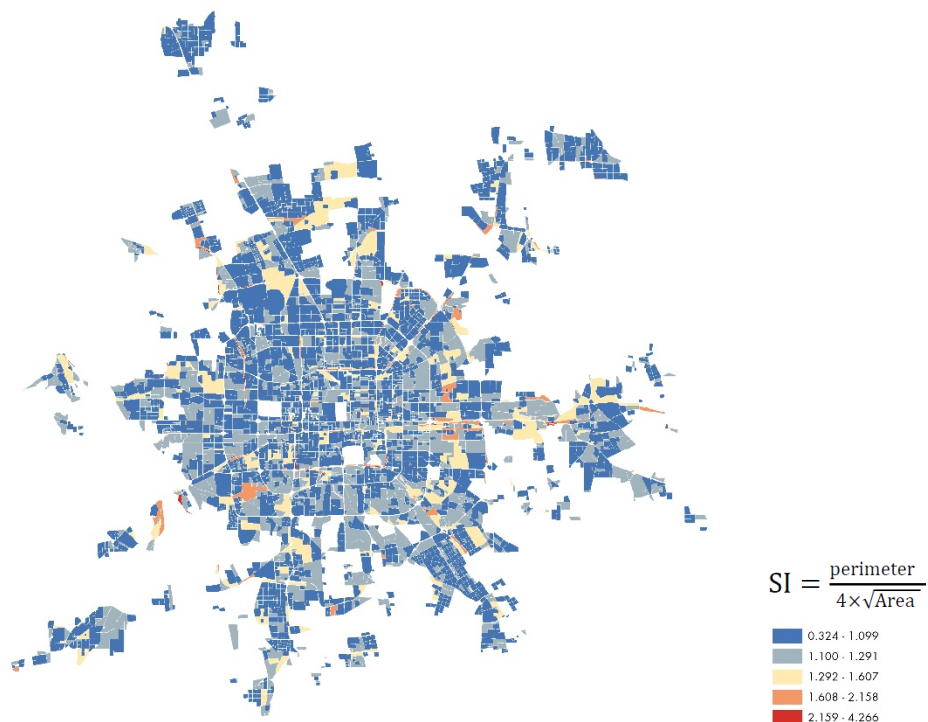 SI = perimeter / 4×√Area
0.324 - 1.099
1.100 - 1.291
1.292 - 1.607
1.608 - 2.158
2.159 - 4.266